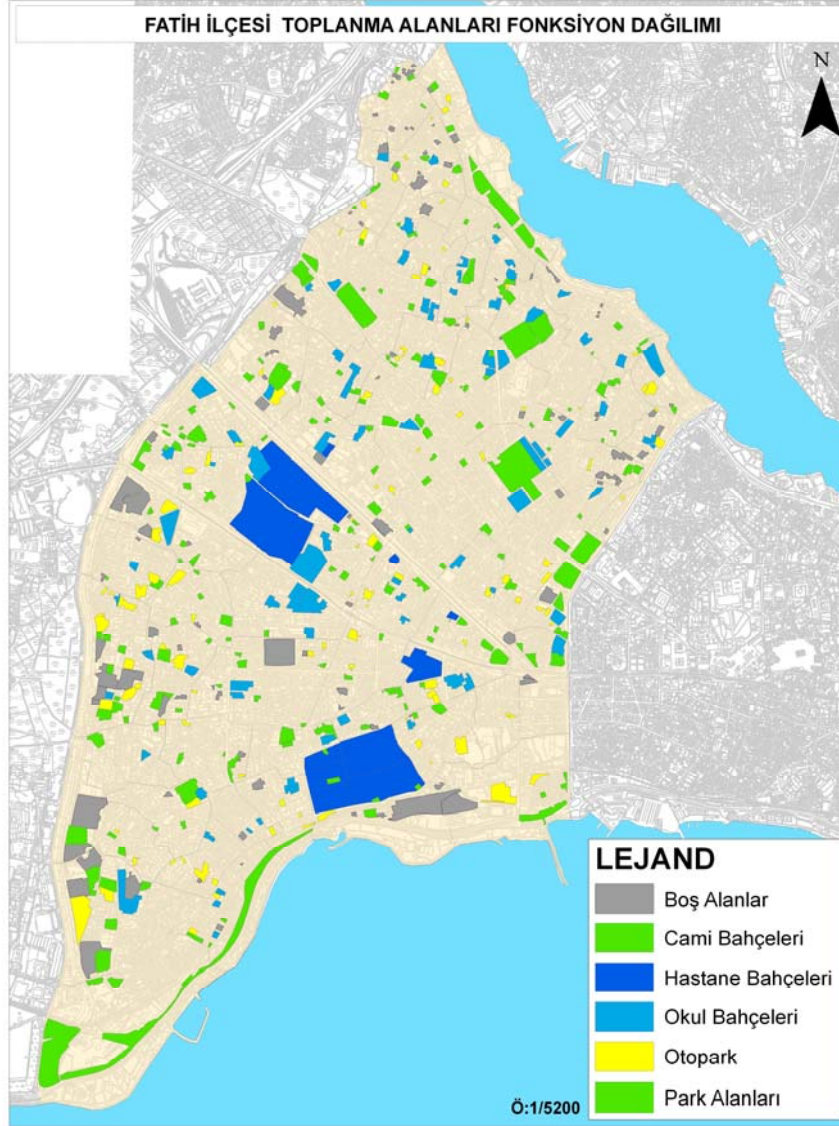 FATİH İLÇESİ TOPLANMA ALANLARI FONKSİYON DAĞILIMI
N
LEJAND
Boş Alanlar
Cami Bahçeleri
Hastane Bahçeleri
Okul Bahçeleri
Otopark
Park Alanları
Ö:1/5200